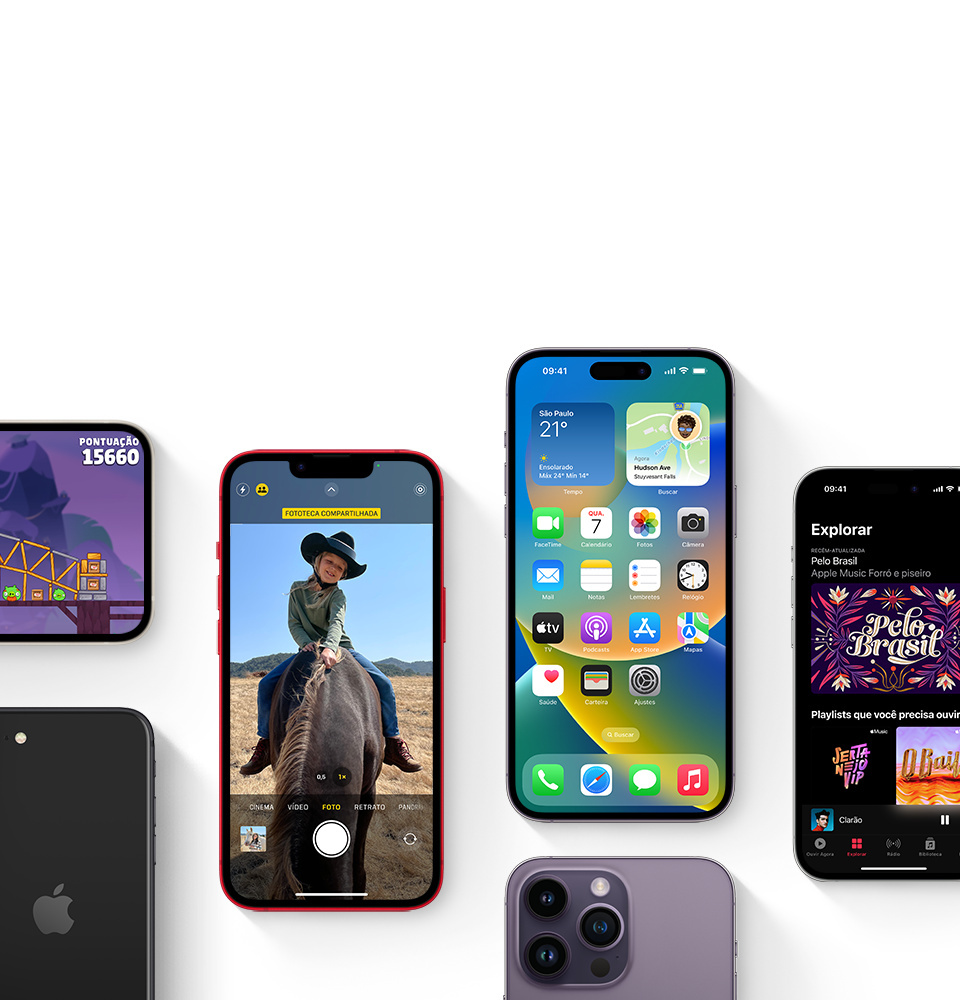 PONTUAÇÃO
15660
FOTOTECA COMPARTILHADA
0,5 1×
CINEMA VÍDEO FOTO RETRATO PANORÂ
09:41
São Paulo
21°
Ensolarado
Máx 24° Mín 14°
Tempo
Agora
Hudson Ave
Stuyvesant Falls
Buscar
QUA.
7
FaceTime Calendário Fotos Câmera
Mail Notas Lembretes Relógio
tv
TV Podcasts App Store Mapas
Saúde Carteira Ajustes
Buscar
09:41
Explorar
RECÉM-ATUALIZADA
Pelo Brasil
Apple Music Forró e piseiro
Pelo
Brasil
Playlists que você precisa ouvir
Music
SERTA
NEJO
VIP
O Bail
Clarão
Ouvir Agora Explorar Rádio Biblioteca